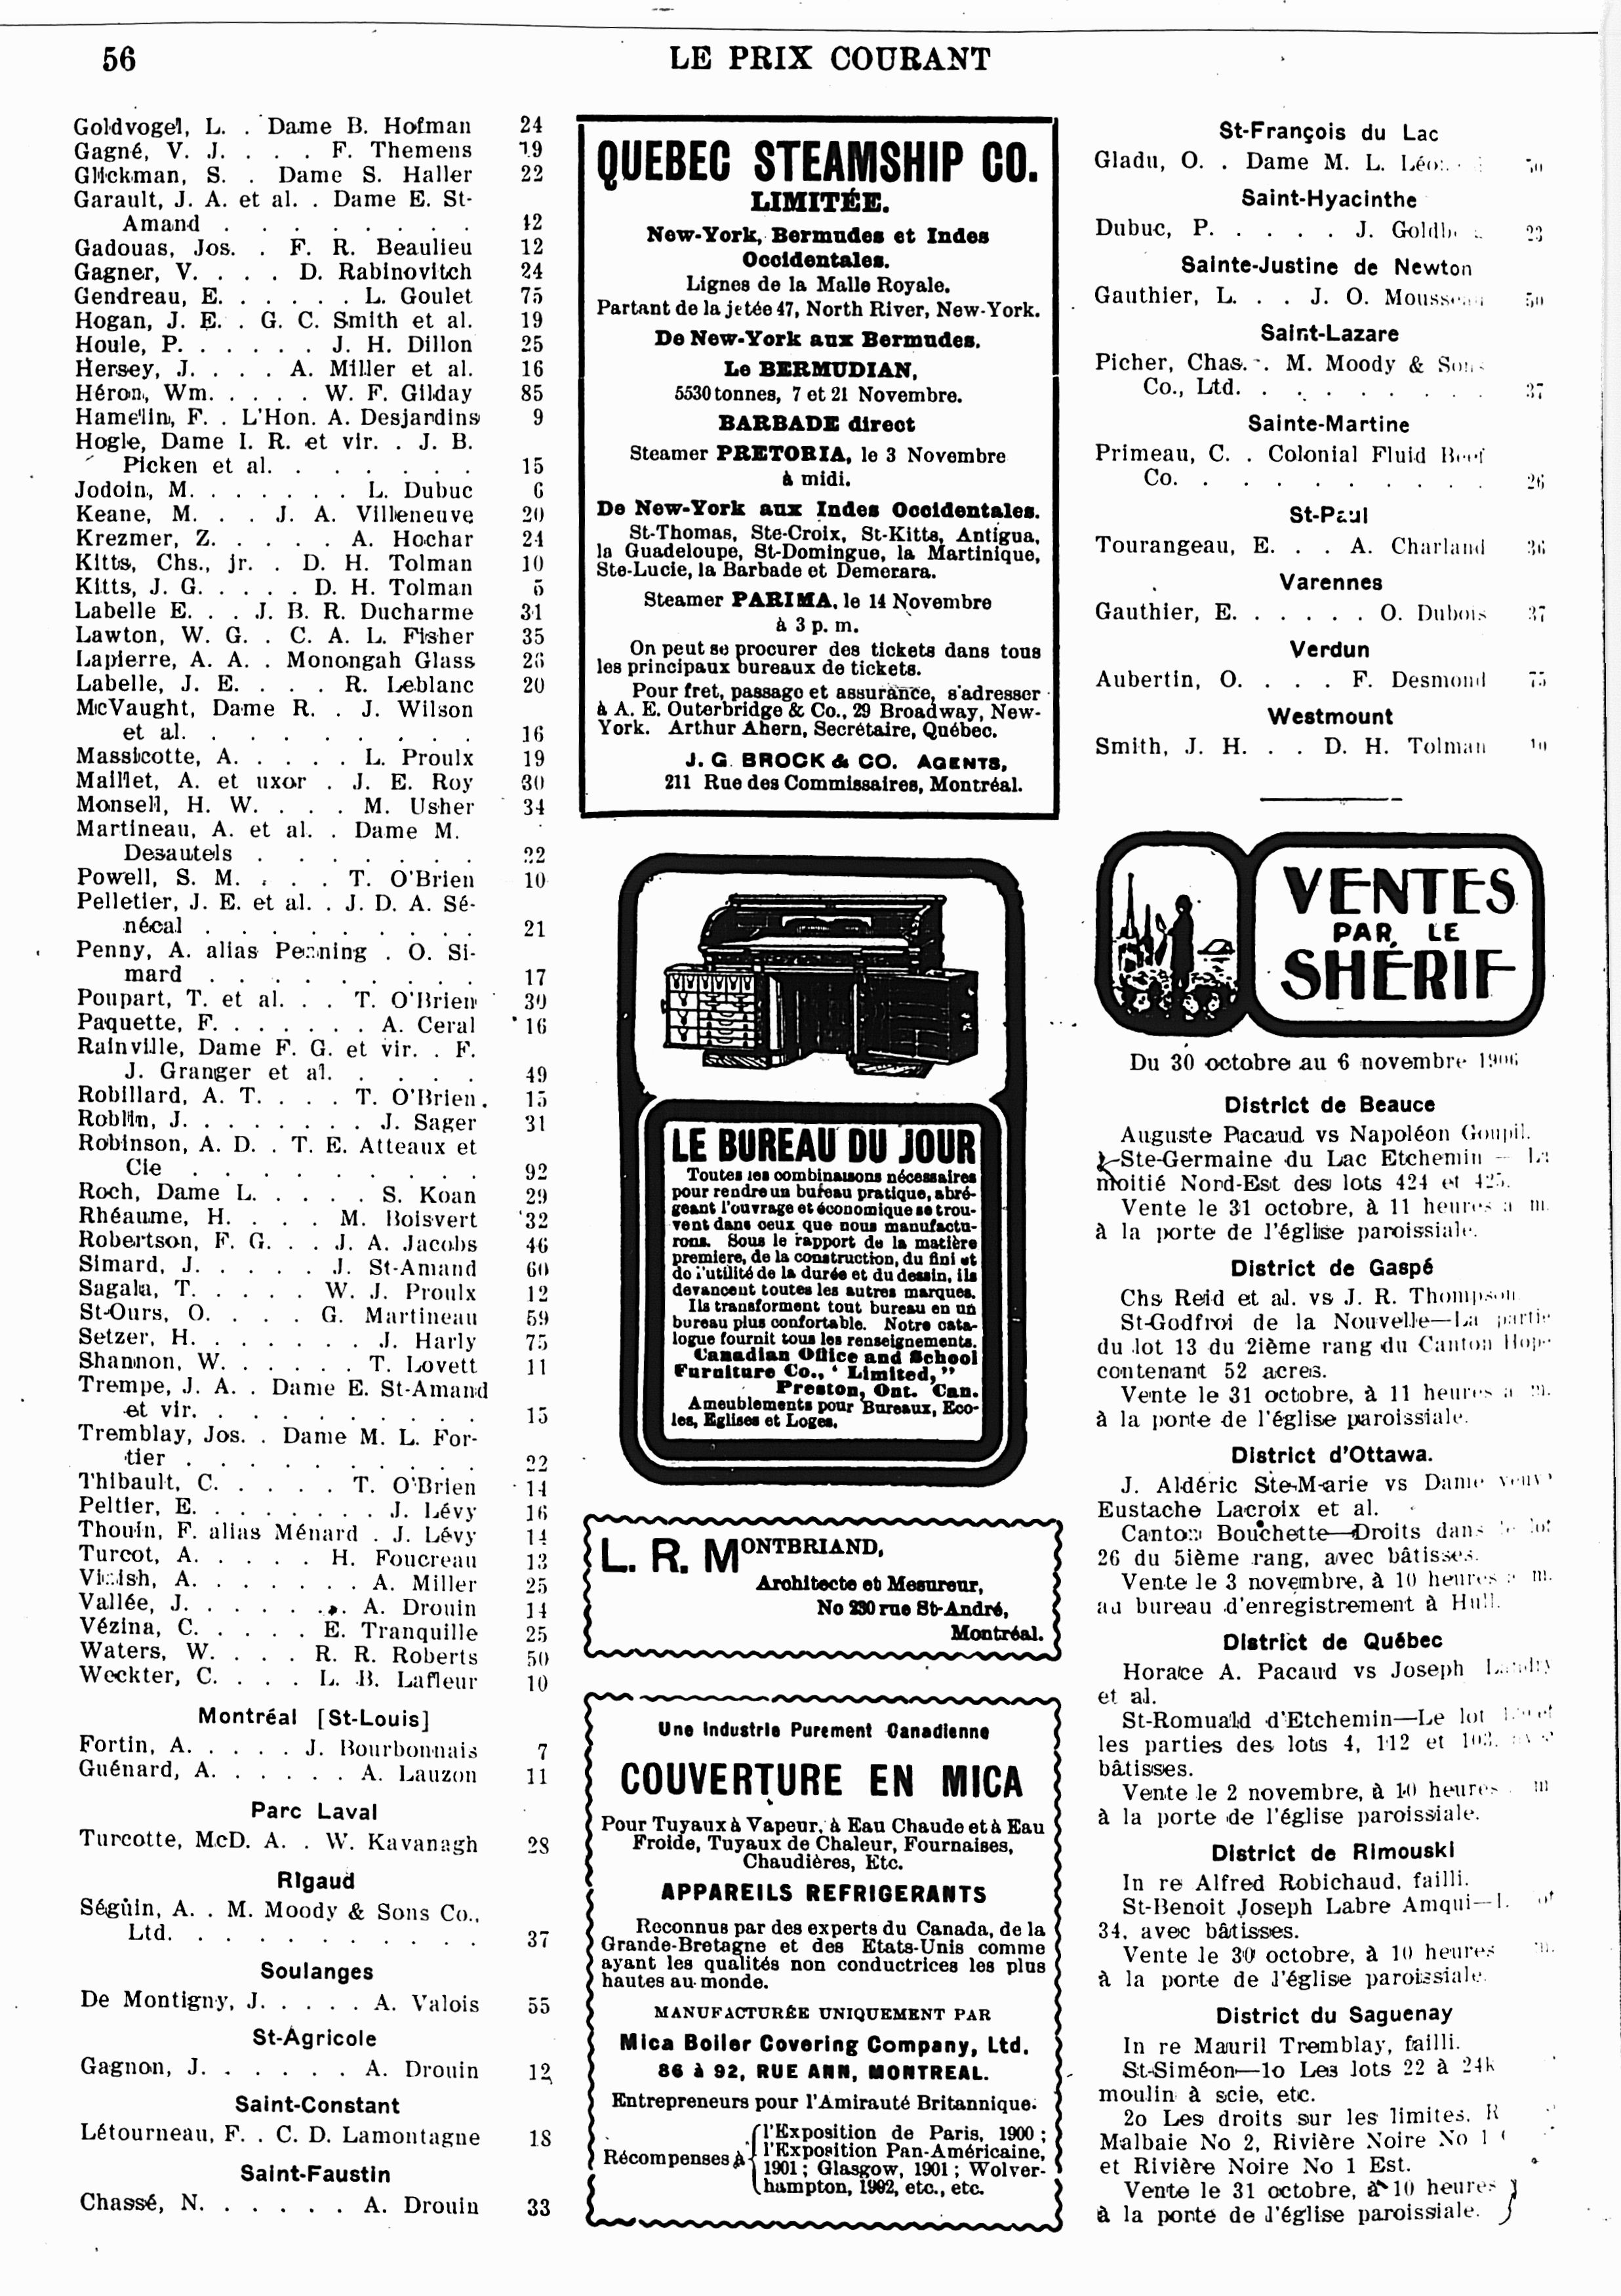 56
LE PRIX COURANT
Goldvogel, L. . Dame B. Hofman 24
Gagné, V. J. . . . F. Themens 19
Glickman, S. . Dame S. Haller 22
Garault, J. A. et al. . Dame E. St-
Amand . . . . . . . . 42
Gadouas, Jos. . F. R. Beaulieu 12
Gagner, V. . . . D. Rabinovitch 24
Gendreau, E. . . . . . L. Goulet 75
Hogan, J. E. . G. C. Smith et al. 19
Houle, P. . . . . . J. H. Dillon 25
Hersey, J. . . . A. Miller et al. 16
Héron, Wm. . . . . W. F. Gilday 85
Hamelin, F. . L'Hon. A. Desjardins 9
Hogle, Dame I. R. et vir. . J. B.
Picken et al. . . . . . . 15
Jodoin, M. . . . . . . L. Dubuc 6
Keane, M. . . J. A. Villeneuve 20
Krezmer, Z. . . . . A. Hochar 24
Kitts, Chs., jr. . D. H. Tolman 10
Kitts, J. G. . . . . D. H. Tolman 5
Labelle E. . . J. B. R. Ducharme 31
Lawton, W. G. . C. A. L. Fisher 35
Lapierre, A. A. . Monongah Glass 26
Labelle, J. E. . . . R. Leblanc 20
McVaught, Dame R. . J. Wilson
et al. . . . . . . . . 16
Massicotte, A. . . . . L. Proulx 19
Maillet, A. et uxor . J. E. Roy 30
Monsell, H. W. . . . M. Usher 34
Martineau, A. et al. . Dame M.
Desautels . . . . . . . 22
Powell, S. M. . . . T. O'Brien 10
Pelletier, J. E. et al. . J. D. A. Sé-
nécal . . . . . . . . . 21
Penny, A. alias Penning . O. Si-
mard . . . . . . . . . 17
Poupart, T. et al. . . T. O'Brien 39
Paquette, F. . . . . . . A. Ceral 16
Rainville, Dame F. G. et vir. . F.
J. Granger et al. . . . . 49
Robillard, A. T. . . . T. O'Brien. 15
Roblin, J. . . . . . . . J. Sager 31
Robinson, A. D. . T. E. Atteaux et
Cie . . . . . . . . . 92
Roch, Dame L. . . . . S. Koan 29
Rhéaume, H. . . . M. Boisvert 32
Robertson, F. G. . . J. A. Jacobs 46
Simard, J. . . . . J. St-Amand 60
Sagala, T. . . . . W. J. Proulx 12
St-Ours, O. . . . G. Martineau 59
Setzer, H. . . . . . . J. Harly 75
Shannon, W. . . . . . T. Lovett 11
Trempe, J. A. . Dame E. St-Amand
et vir. . . . . . . . . 15
Tremblay, Jos. . Dame M. L. For-
tier . . . . . . . . . 22
Thibault, C. . . . . T. O'Brien 14
Peltier, E. . . . . . . . J. Lévy 16
Thouin, F. alias Ménard . J. Lévy 14
Turcot, A. . . . . H. Foucreau 13
A. . . . . . . A. Miller 25
Vallée, J. . . . . . . A. Drouin 14
Vézina, C. . . . . E. Tranquille 25
Waters, W. . . . R. R. Roberts 50
Weckter, C. . . . L. B. Lafleur 10
Montréal [St-Louis]
Fortin, A. . . . . J. Bourbonnais 7
Guénard, A. . . . . . A. Lauzon 11
Parc Laval
Turcotte, McD. A. . W. Kavanagh 28
Rigaud
Séguin, A. . M. Moody & Sons Co.,
Ltd. . . . . . . . . . 37
Soulanges
De Montigny, J. . . . . A. Valois 55
St-Agricole
Gagnon, J. . . . . . A. Drouin 12
Saint-Constant
Létourneau, F. . C. D. Lamontagne 18
Saint-Faustin
Chassé, N. . . . . . A. Drouin 33
QUEBEC STEAMSHIP CO.
LIMITÉE.
New-York, Bermudes et Indes
Occidentales.
Lignes de la Malle Royale.
Partant de la jetée 47, North River, New-York.
De New-York aux Bermudes.
Le BERMUDIAN,
5530 tonnes, 7 et 21 Novembre.
BARBADE direct
Steamer PRETORIA, le 3 Novembre
à midi.
De New-York aux Indes Occidentales.
St-Thomas, Ste-Croix, St-Kitts, Antigua,
la Guadeloupe, St-Domingue, la Martinique,
Ste-Lucie, la Barbade et Demerara.
Steamer PARIMA, le 14 Novembre
à 3 p. m.
On peut se procurer des tickets dans tous
les principaux bureaux de tickets.
Pour fret, passage et assurance, s'adresser
à A. E. Outerbridge & Co., 29 Broadway, New-
York. Arthur Ahern, Secrétaire, Québec.
J. G. BROCK & CO. AGENTS,
211 Rue des Commissaires, Montréal.
LE BUREAU DU JOUR
Toutes les combinaisons nécessaires
pour rendre un bureau pratique, abré-
geant l'ouvrage et économique se trou-
vent dans ceux que nous manufactu-
rons. Sous le rapport de la matière
premiere, de la construction, du fini et
de l'utilité de la durée et du dessin, ils
devancent toutes les autres marques.
Ils transforment tout bureau en un
bureau plus confortable. Notre cata-
logue fournit tous les renseignements.
Canadian Office and School
Furniture Co., ' Limited,"
Preston, Ont. Can.
Ameublements pour Bureaux, Eco-
les, Eglises et Loges.
L. R. MONTBRIAND,
Architecte et Mesureur,
No 230 rue St-André,
Montréal.
Une Industrie Purement Canadienne
COUVERTURE EN MICA
Pour Tuyaux à Vapeur, à Eau Chaude et à Eau
Froide, Tuyaux de Chaleur, Fournaises,
Chaudières, Etc.
APPAREILS REFRIGERANTS
Reconnus par des experts du Canada, de la
Grande-Bretagne et des Etats-Unis comme
ayant les qualités non conductrices les plus
hautes au monde.
MANUFACTURÉE UNIQUEMENT PAR
Mica Boiler Covering Company, Ltd.
86 à 92, RUE ANN, MONTREAL.
Entrepreneurs pour l'Amirauté Britannique.
Récompenses à
l'Exposition de Paris, 1900 ;
l'Exposition Pan-Américaine,
1901 ; Glasgow, 1901 ; Wolver-
hampton, 1902, etc., etc.
St-François du Lac
Gladu, O. . Dame M. L.
Saint-Hyacinthe
Dubuc, P. . . . . J. 23
Sainte-Justine de Newton
Gauthier, L. . . J. O. Mousseau 50
Saint-Lazare
Picher, Chas. . M. Moody & Sons
Co., Ltd. . . . . . . . 37
Sainte-Martine
Primeau, C. . Colonial Fluid Beef
Co. . . . . . . . . . 26
St-Paul
Tourangeau, E. . . A. Charland 36
Varennes
Gauthier, E. . . . . . O. Dubois 37
Verdun
Aubertin, O. . . . F. Desmond 75
Westmount
Smith, J. H. . . D. H. Tolman 10
VENTES
PAR LE
SHÉRIF
Du 30 octobre au 6 novembre 1906
District de Beauce
Auguste Pacaud vs Napoléon Goupil.
Ste-Germaine du Lac Etchemin — La
moitié Nord-Est des lots 424 et 425.
Vente le 31 octobre, à 11 heures a m.
à la porte de l'église paroissiale.
District de Gaspé
Chs Reid et al. vs J. R. Thompson
St-Godfroi de la Nouvelle—La partie
du lot 13 du 2ième rang du Canton Hope
contenant 52 acres.
Vente le 31 octobre, à 11 heures a m.
à la porte de l'église paroissiale.
District d'Ottawa.
J. Aldéric Ste-Marie vs Dame veuve
Eustache Lacroix et al.
Canton Bouchette—Droits dans le lot
26 du 5ième rang, avec bâtisses.
Vente le 3 novembre, à 10 heures a m.
au bureau d'enregistrement à Hull.
District de Québec
Horace A. Pacaud vs Joseph Landry
et al.
St-Romuald d'Etchemin—Le lot
les parties des lots 4, 112 et 103,
bâtisses.
Vente le 2 novembre, à 10 heures m
à la porte de l'église paroissiale.
District de Rimouski
In re Alfred Robichaud, failli.
St-Benoit Joseph Labre Amqui—
34, avec bâtisses.
Vente le 30 octobre, à 10 heures m.
à la porte de l'église paroissiale.
District du Saguenay
In re Mauril Tremblay, failli.
St-Siméon—1o Les lots 22 à
moulin à scie, etc.
2o Les droits sur les limites, R
Malbaie No 2, Rivière Noire No 1
et Rivière Noire No 1 Est.
Vente le 31 octobre, à 10 heures
à la porte de l'église paroissiale.